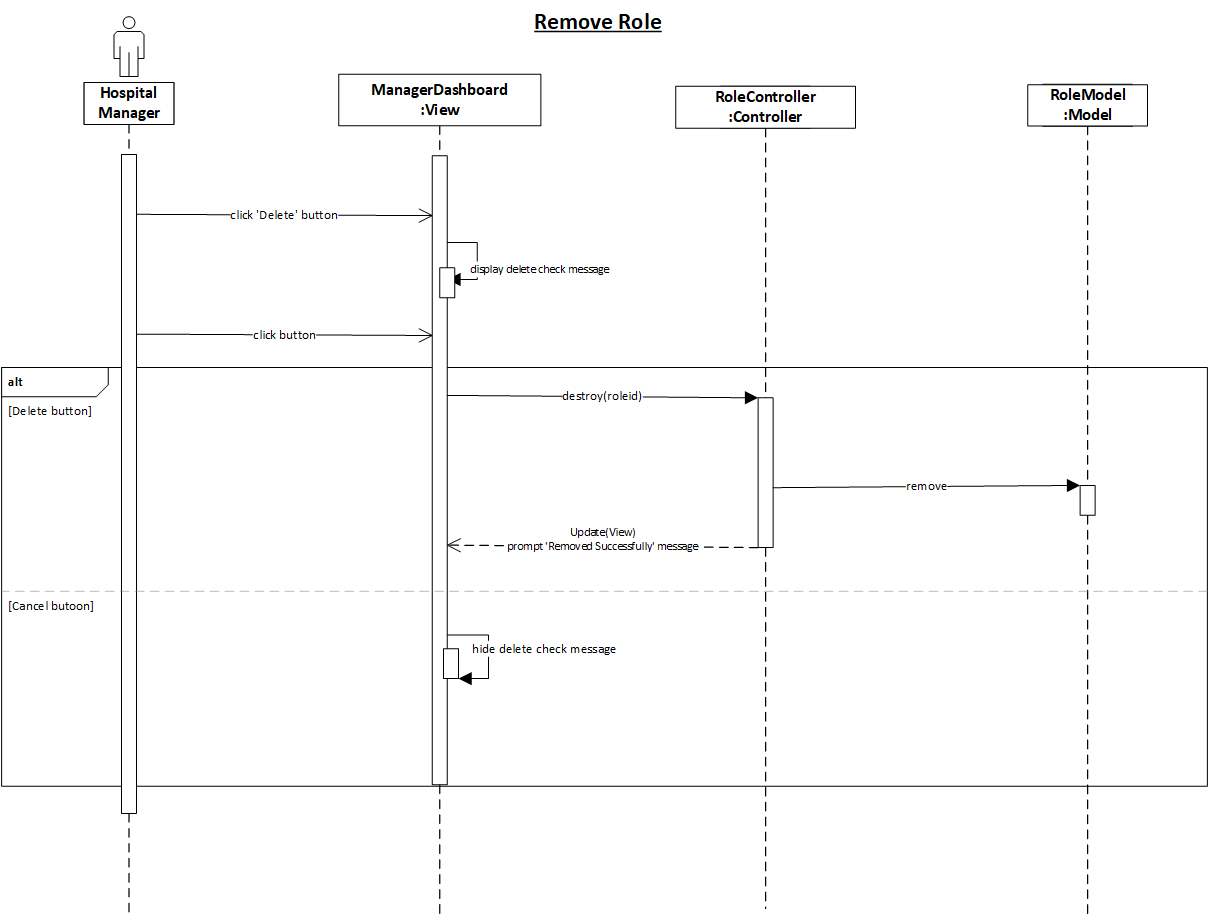 Remove Role
Hospital
Manager
ManagerDashboard
:View
RoleController
:Controller
RoleModel
:Model
click 'Delete' button
display delete check message
click button
alt
[Delete button]
destroy(roleid)
remove
Update(View)
prompt 'Removed Successfully' message
[Cancel butoon]
hide delete check message